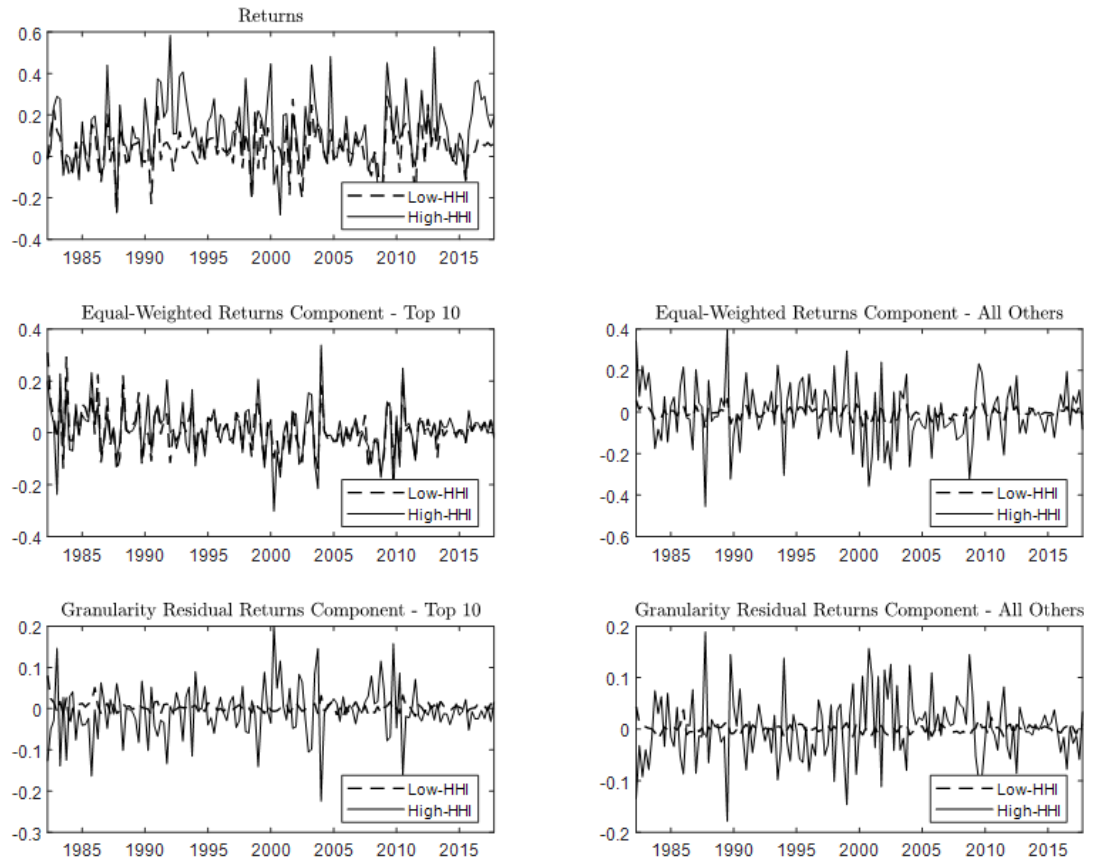 Returns
0.6
0.4
0.2
0
-0.2
-0.4
Low-HHI
High-HHI
1985 1990 1995 2000 2005 2010 2015
Equal-Weighted Returns Component - Top 10
0.4
0.2
0
-0.2
-0.4
Low-HHI
High-HHI
1985 1990 1995 2000 2005 2010 2015
Equal-Weighted Returns Component - All Others
0.4
0.2
0
-0.2
-0.4
-0.6
Low-HHI
High-HHI
1985 1990 1995 2000 2005 2010 2015
Granularity Residual Returns Component - Top 10
0.2
0.1
0
-0.1
-0.2
-0.3
Low-HHI
High-HHI
1985 1990 1995 2000 2005 2010 2015
Granularity Residual Returns Component - All Others
0.2
0.1
0
-0.1
-0.2
Low-HHI
High-HHI
1985 1990 1995 2000 2005 2010 2015